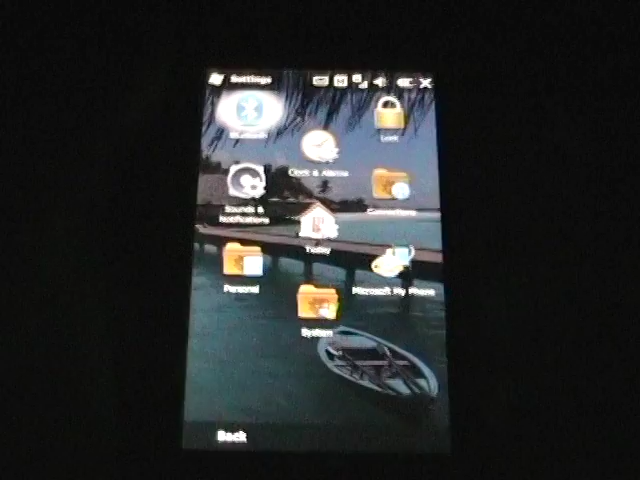 Settings
Bluetooth
Lock
Clock & Alarms
Sounds &
Notifications
Connections
Today
Personal
Microsoft My Phone
System
Back